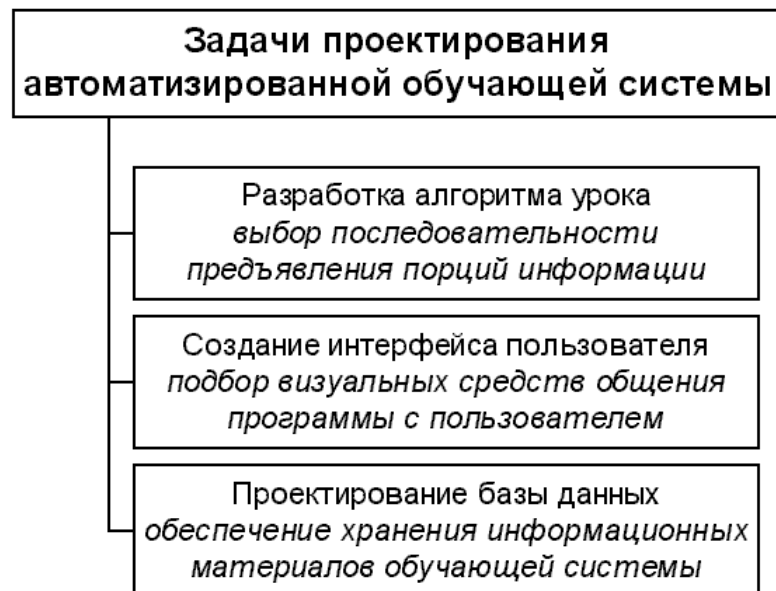 Задачи проектирования
автоматизированной обучающей системы
Разработка алгоритма урока
выбор последовательности
предъявления порций информации
Создание интерфейса пользователя
подбор визуальных средств общения
программы с пользователем
Проектирование базы данных
обеспечение хранения информационных
материалов обучающей системы